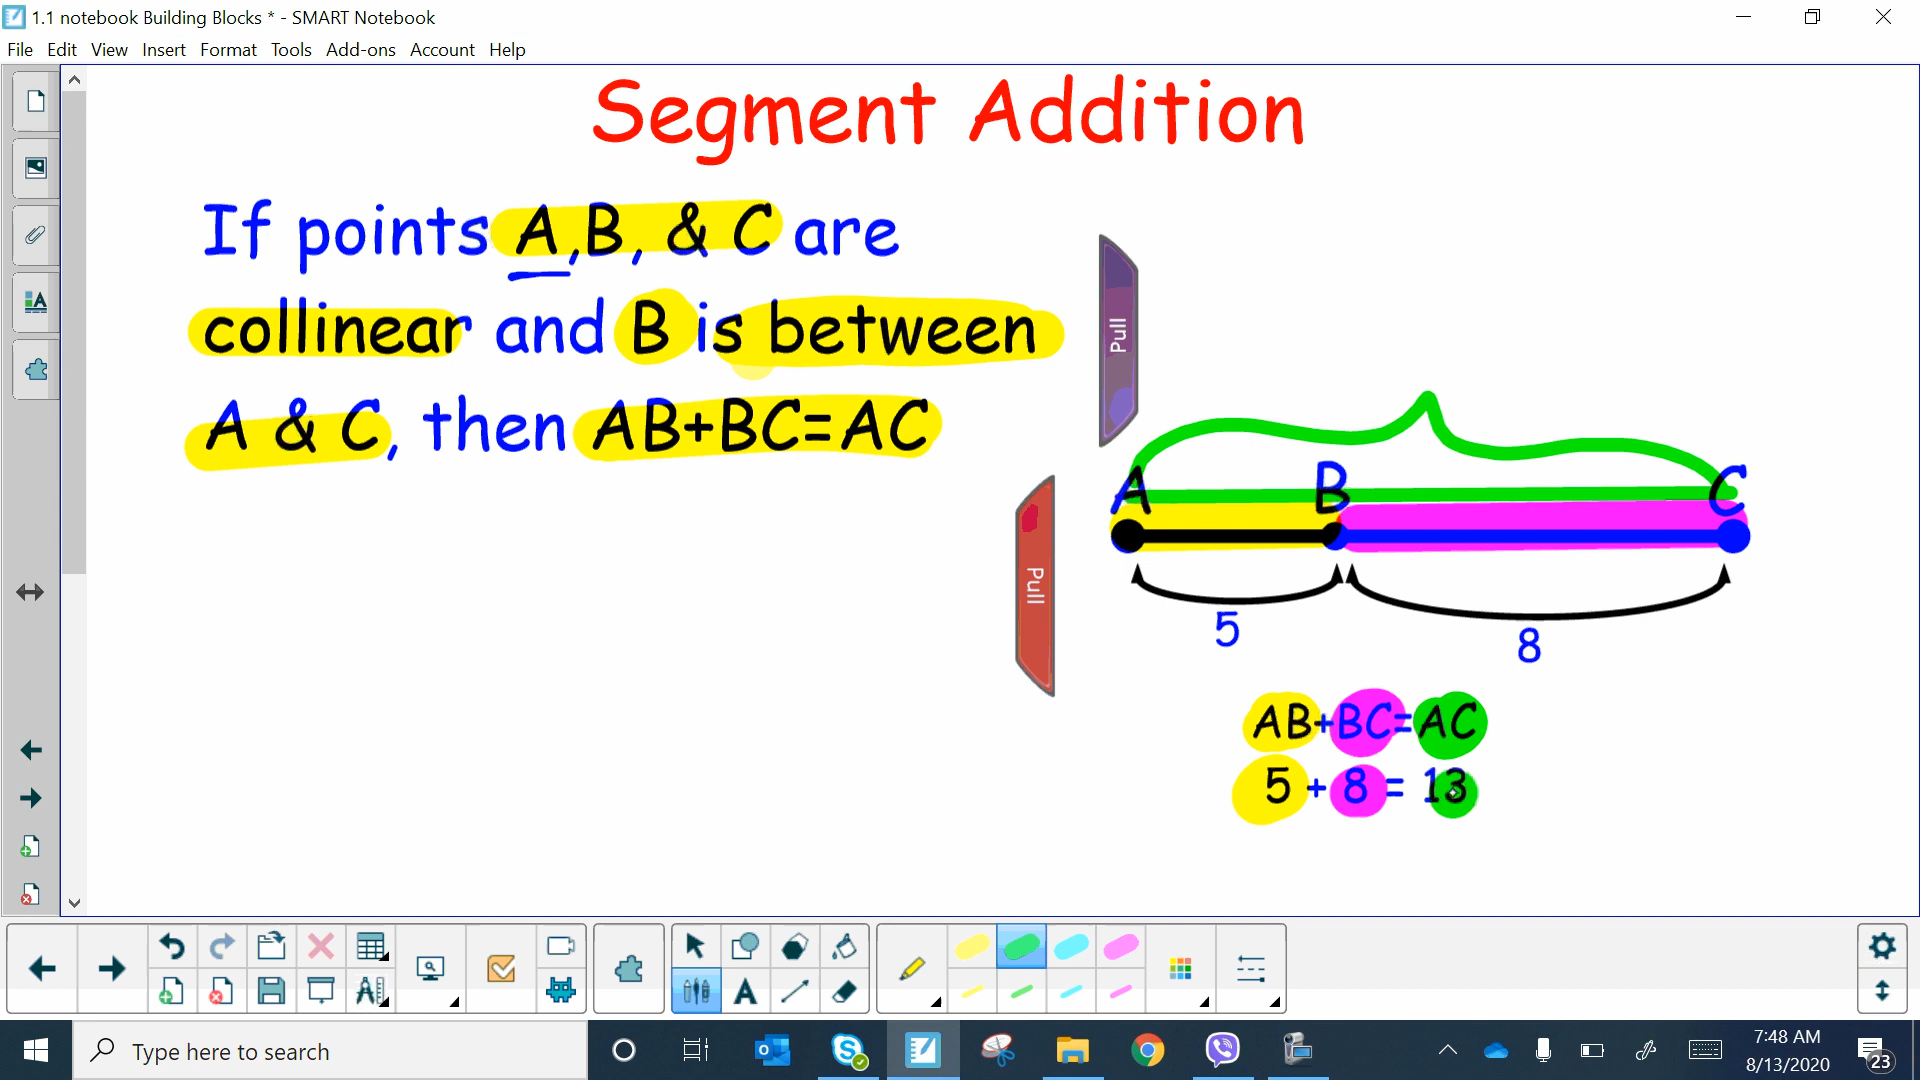 1.1 notebook Building Blocks * - SMART Notebook
File Edit View Insert Format Tools Add-ons Account Help
Segment Addition
If points A,B, & C are
collinear and B is between
A & C, then AB+BC=AC
Pull
Pull
A B C
5
8
AB+BC=AC
5 + 8 = 13
Type here to search
7:48 AM
8/13/2020
23